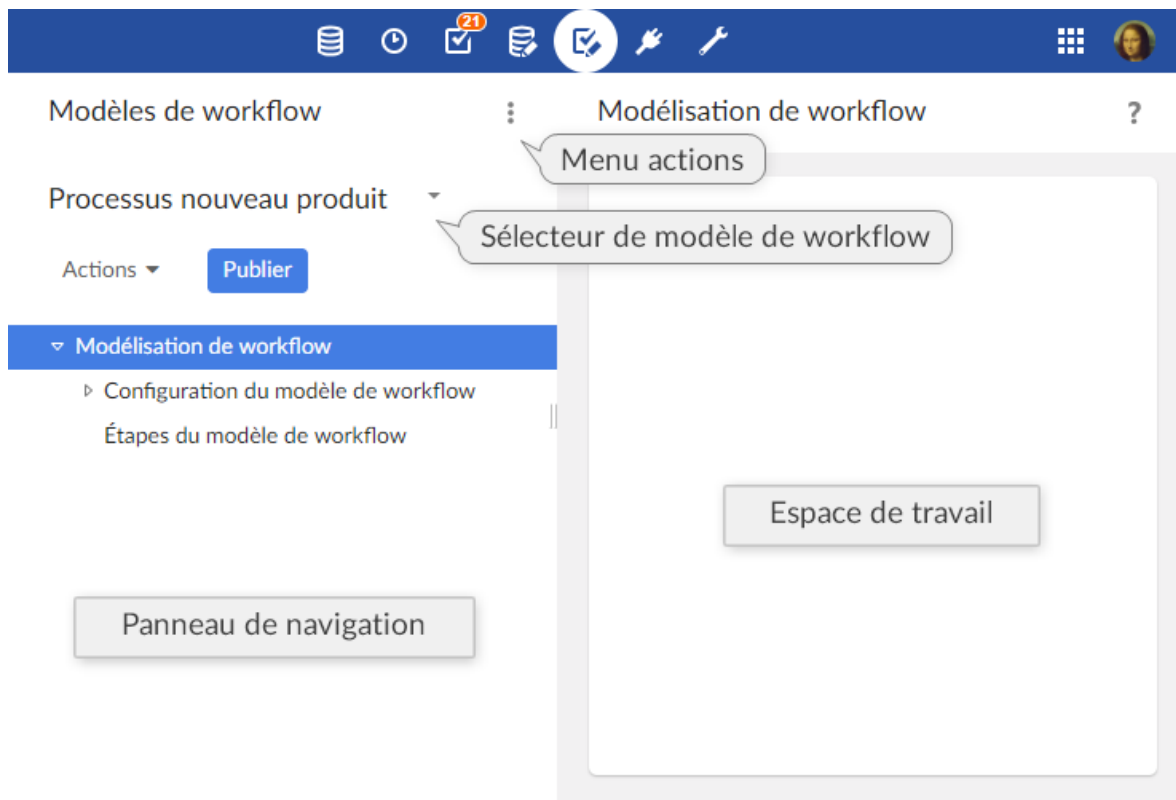 21
Modèles de workflow
Modélisation de workflow
?
Menu actions
Processus nouveau produit
Sélecteur de modèle de workflow
Actions
Publier
Modélisation de workflow
Configuration du modèle de workflow
Étapes du modèle de workflow
Espace de travail
Panneau de navigation